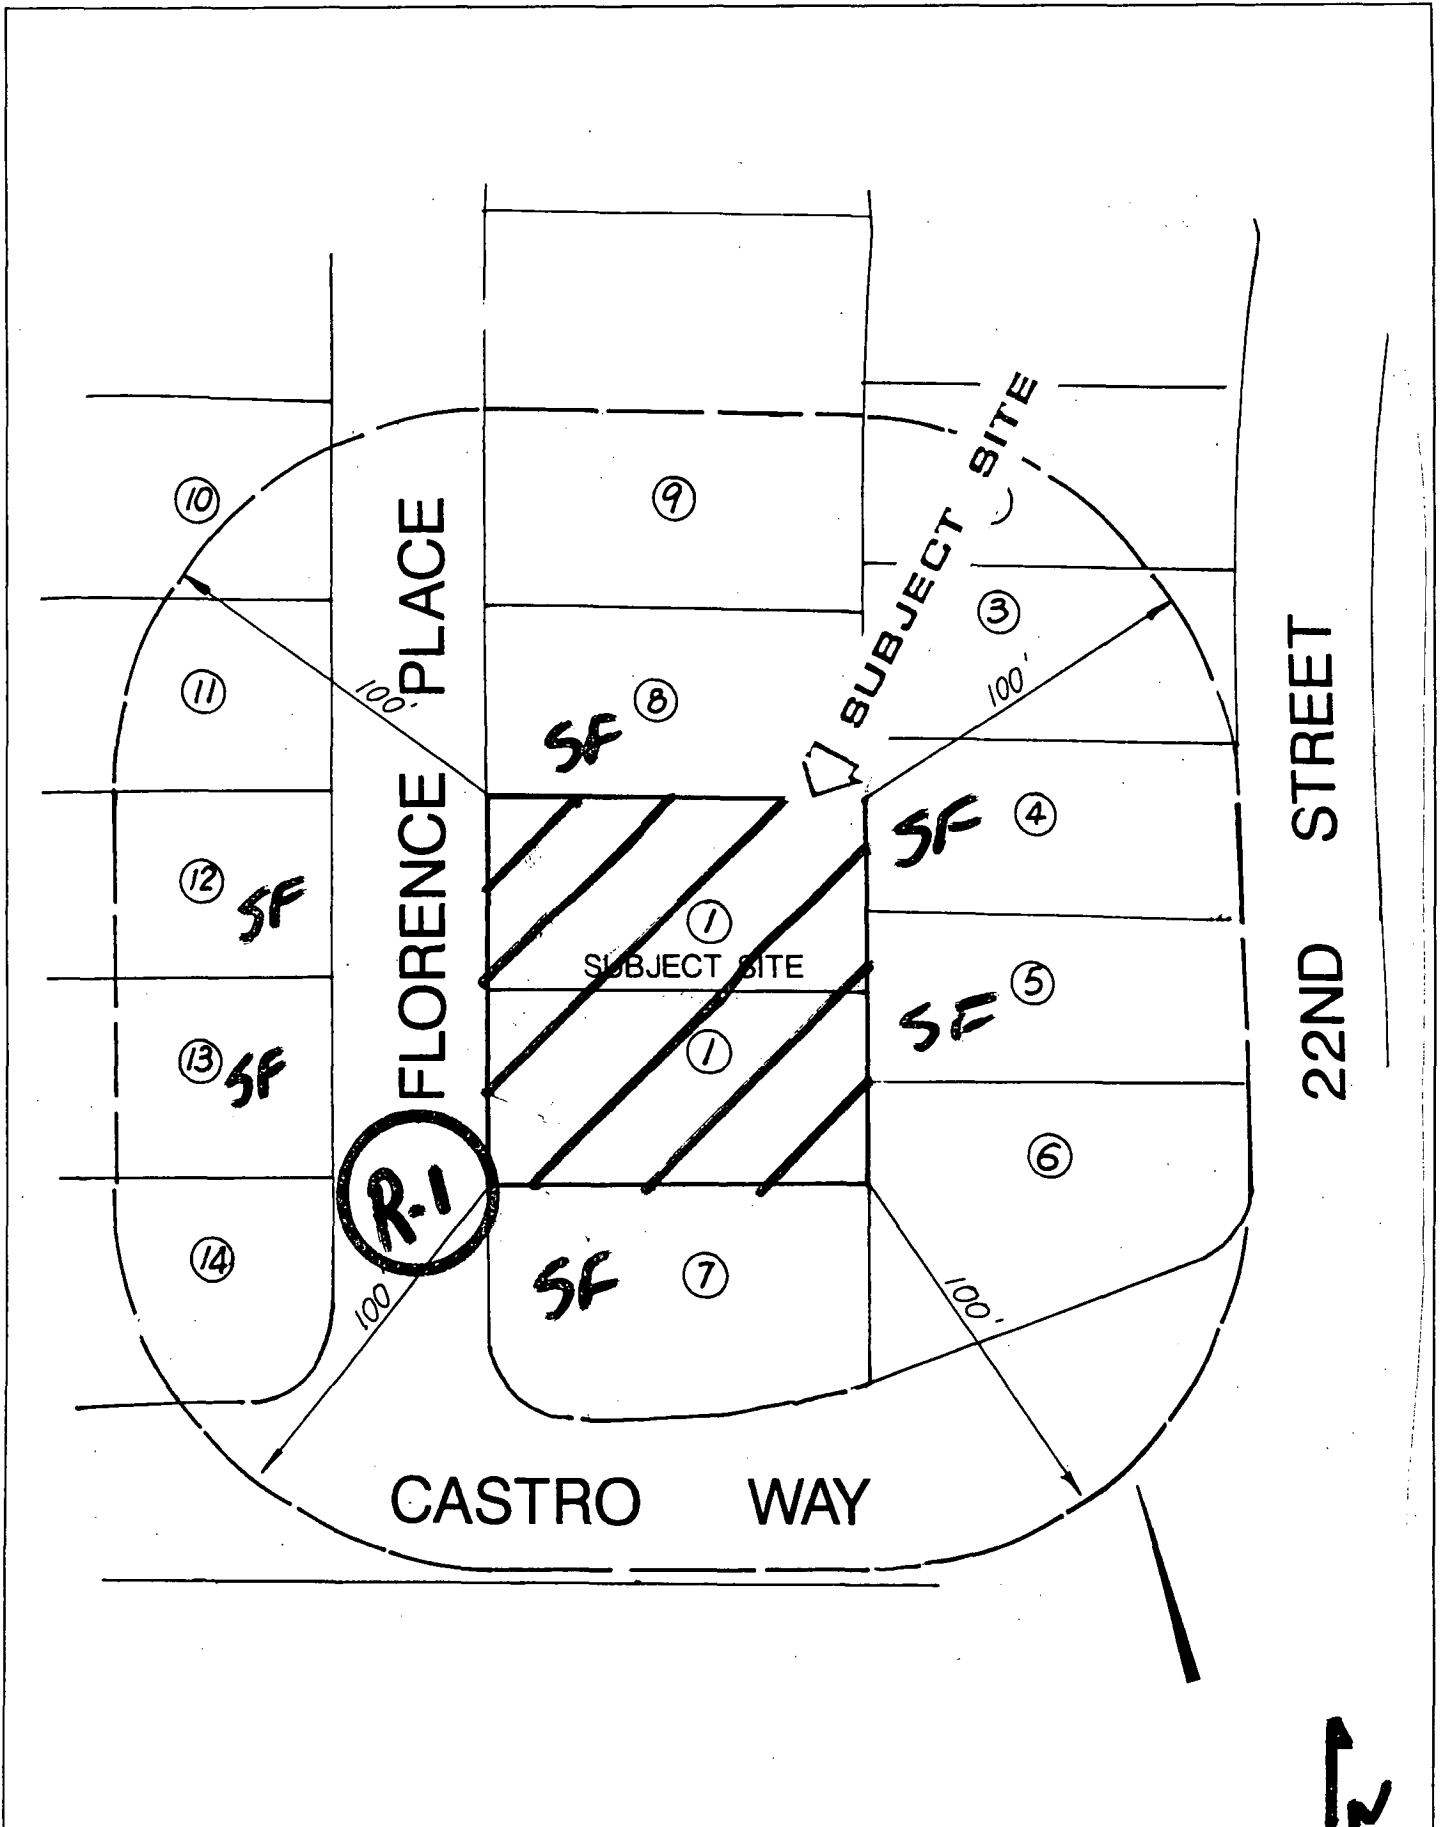 SUBJECT SITE
10
9
3
11
100'
8
SF
100'
FLORENCE PLACE
22ND STREET
SF
4
12
SF
1
SUBJECT SITE
1
SF
5
13
SF
R-1
6
14
SF
7
100'
100'
CASTRO WAY
N